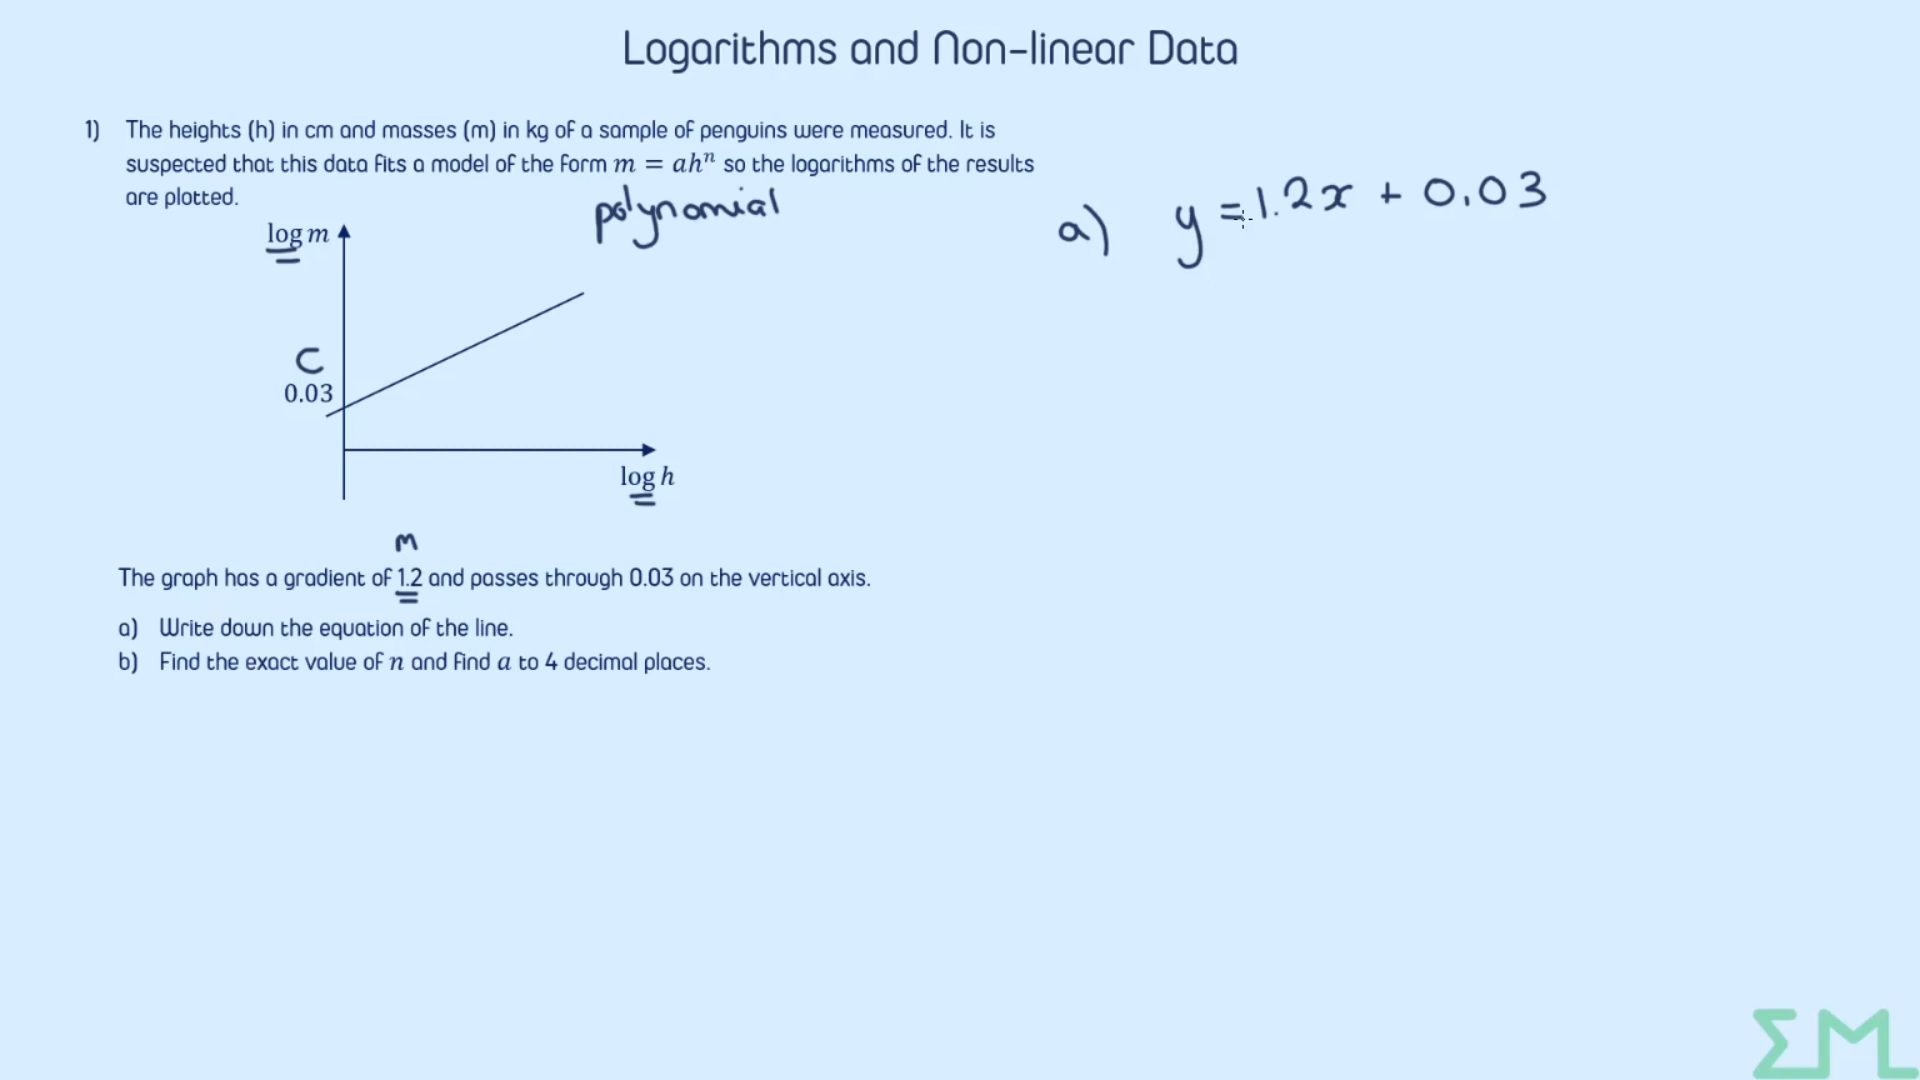 Logarithms and Non-linear Data
1) The heights (h) in cm and masses (m) in kg of a sample of penguins were measured. It is
suspected that this data fits a model of the form m = ahⁿ so the logarithms of the results
are plotted.
polynomial
a) y = 1.2x + 0.03
log m
C
0.03
log h
m
The graph has a gradient of 1.2 and passes through 0.03 on the vertical axis.
a) Write down the equation of the line.
b) Find the exact value of n and find a to 4 decimal places.
ΣM